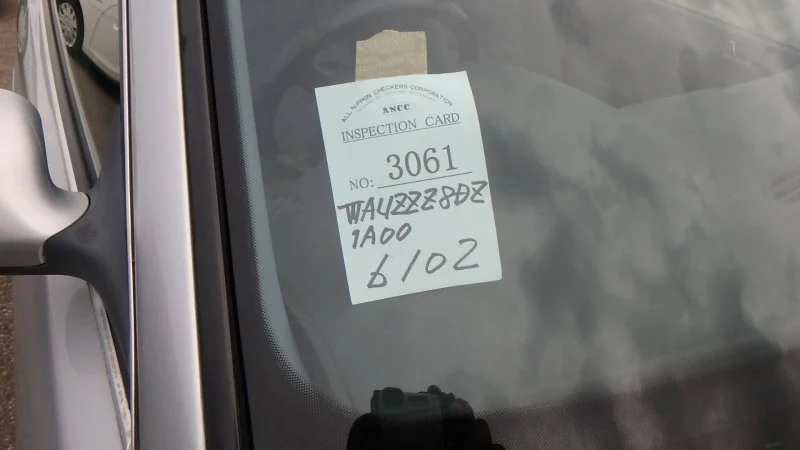 ALL NIPPON CHECKERS CORPORATION
ANCC
INSPECTION CARD
NO: 3061
WAUZZZ8DZ
1A00
6102